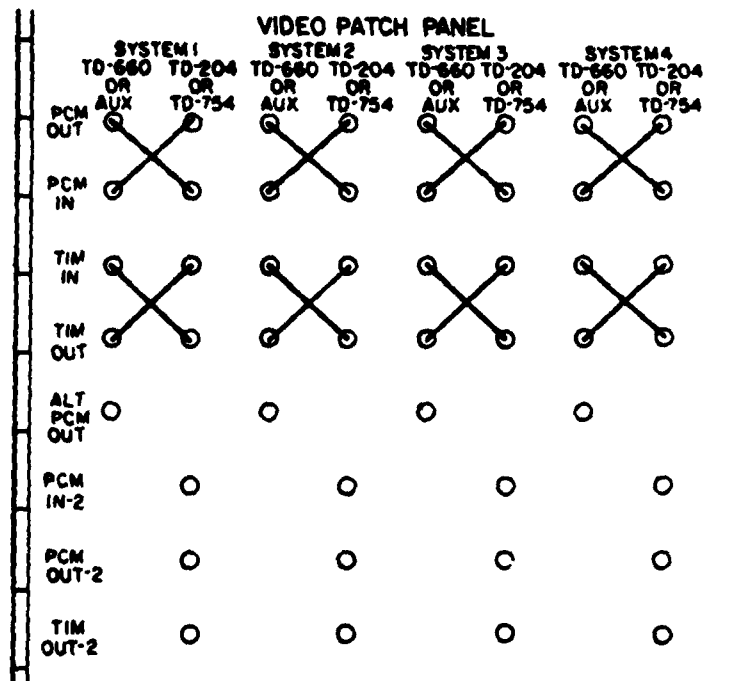 VIDEO PATCH PANEL
SYSTEM 1 SYSTEM 2 SYSTEM 3 SYSTEM 4
TD-660 TD-204 TD-660 TD-204 TD-660 TD-204 TD-660 TD-204
OR OR OR OR OR OR OR OR
AUX TD-754 AUX TD-754 AUX TD-754 AUX TD-754
PCM
OUT
PCM
IN
TIM
IN
TIM
OUT
ALT
PCM
OUT
PCM
IN-2
PCM
OUT-2
TIM
OUT-2